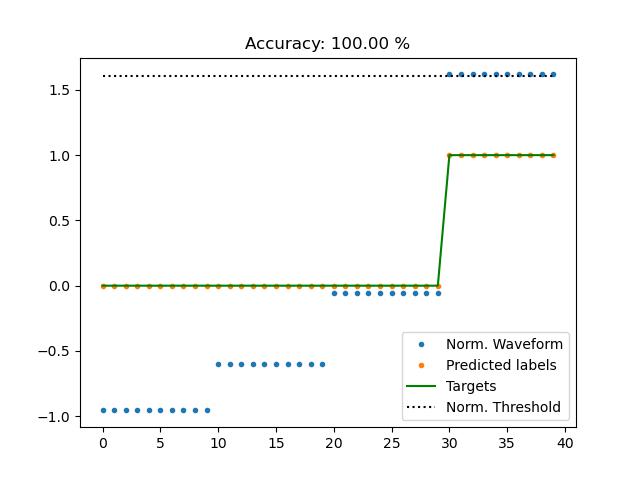 Accuracy: 100.00 %
1.5
1.0
0.5
0.0
−0.5
−1.0
Norm. Waveform
Predicted labels
Targets
Norm. Threshold
0 5 10 15 20 25 30 35 40